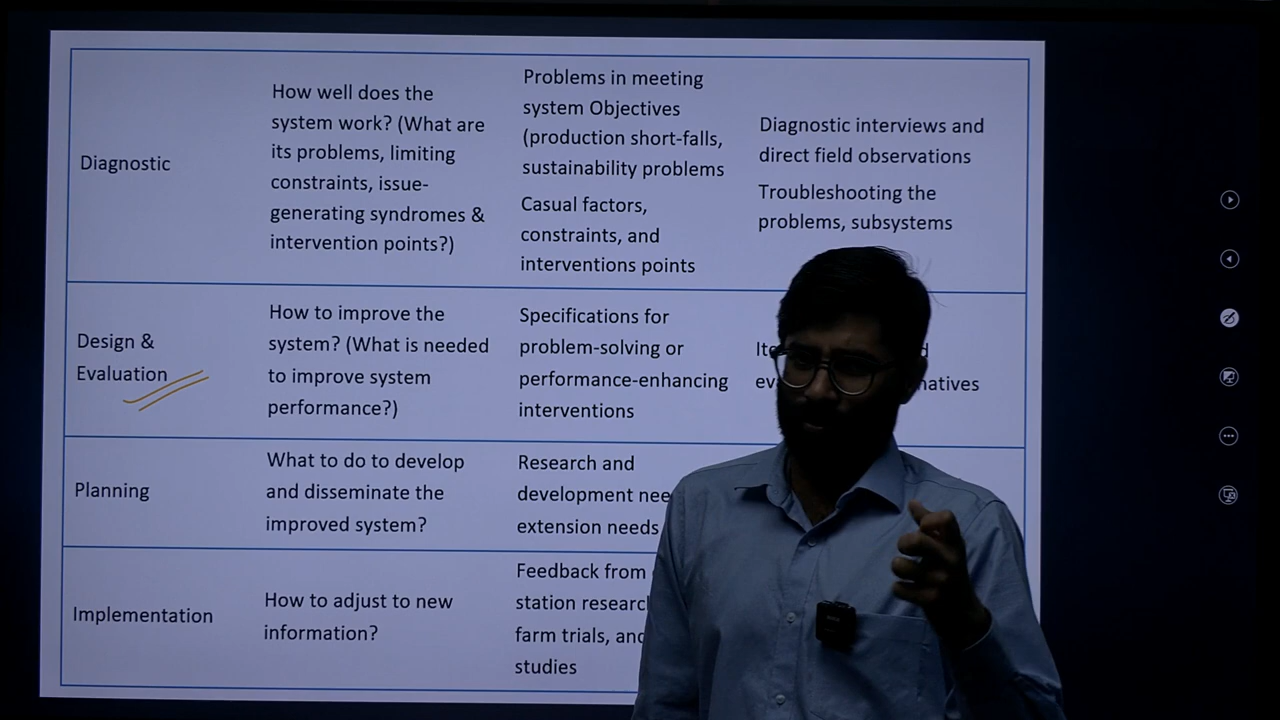 Diagnostic
How well does the
system work? (What are
its problems, limiting
constraints, issue-
generating syndromes &
intervention points?)
Problems in meeting
system Objectives
(production short-falls,
sustainability problems
Casual factors,
constraints, and
interventions points
Diagnostic interviews and
direct field observations
Troubleshooting the
problems, subsystems
Design &
Evaluation
How to improve the
system? (What is needed
to improve system
performance?)
Specifications for
problem-solving or
performance-enhancing
interventions
Planning
What to do to develop
and disseminate the
improved system?
Research and
development
extension needs
Implementation
How to adjust to new
information?
Feedback from
station
farm trials,
studies